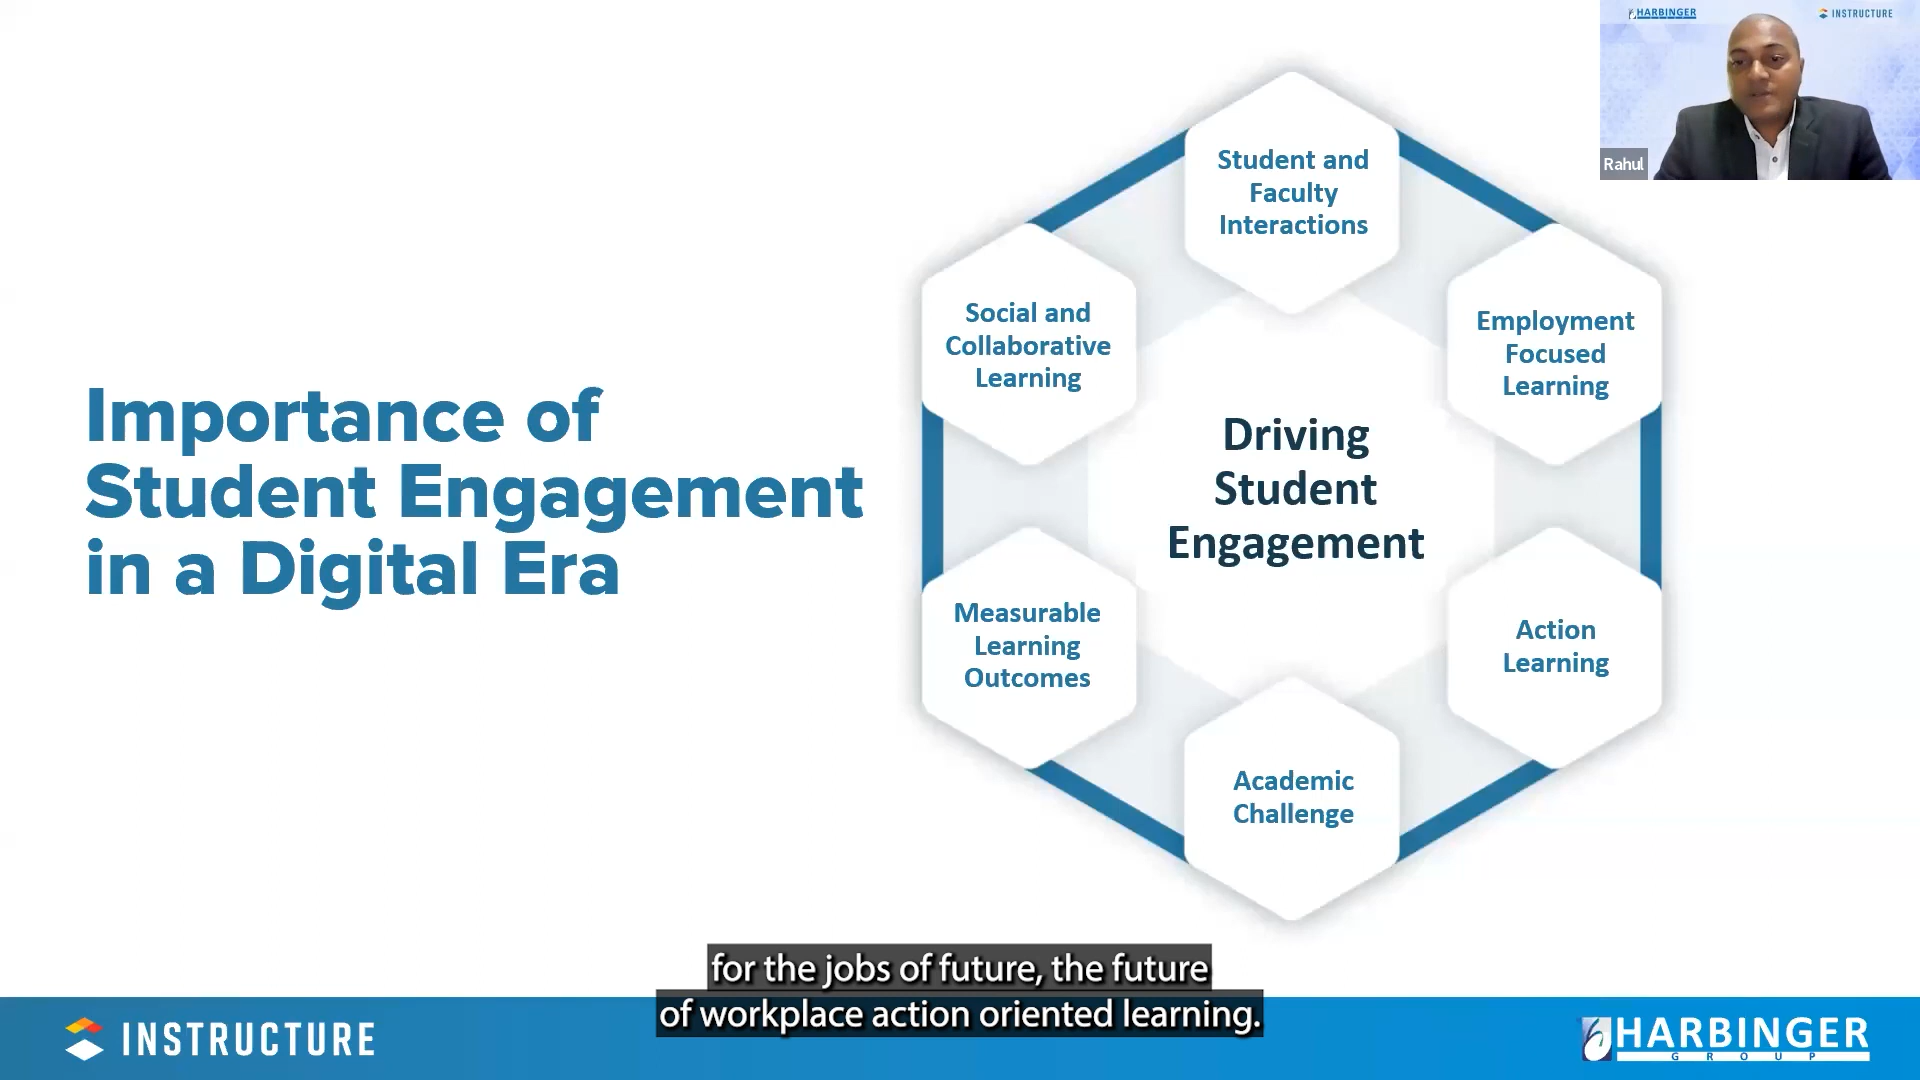 HARBINGER
INSTRUCTURE
Rahul
Importance of
Student Engagement
in a Digital Era
Student and
Faculty
Interactions
Employment
Focused
Learning
Action
Learning
Academic
Challenge
Measurable
Learning
Outcomes
Social and
Collaborative
Learning
Driving
Student
Engagement
for the jobs of future, the future
of workplace action oriented learning.
INSTRUCTURE
HARBINGER
GROUP